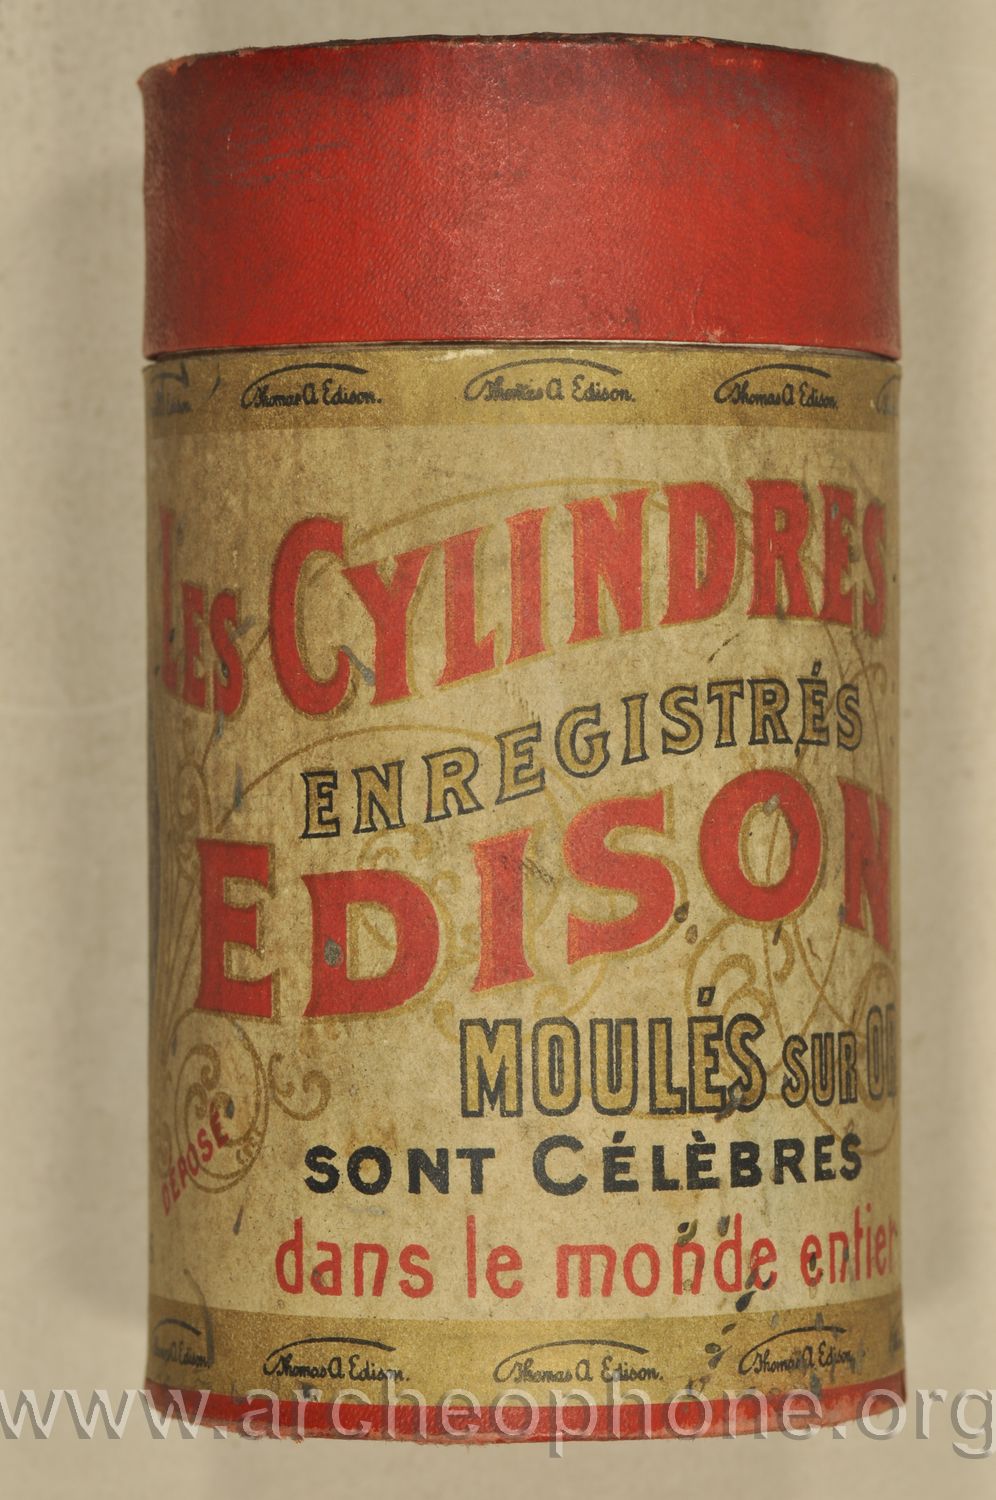 Thomas A Edison. Thomas A Edison. Thomas A Edison.
LES CYLINDRES
ENREGISTRÉS
EDISON
MOULÉS SUR OR
DÉPOSÉ
SONT CÉLÈBRES
dans le monde entier
Thomas A Edison. Thomas A Edison. Thomas A Edison.
www.archeophone.org